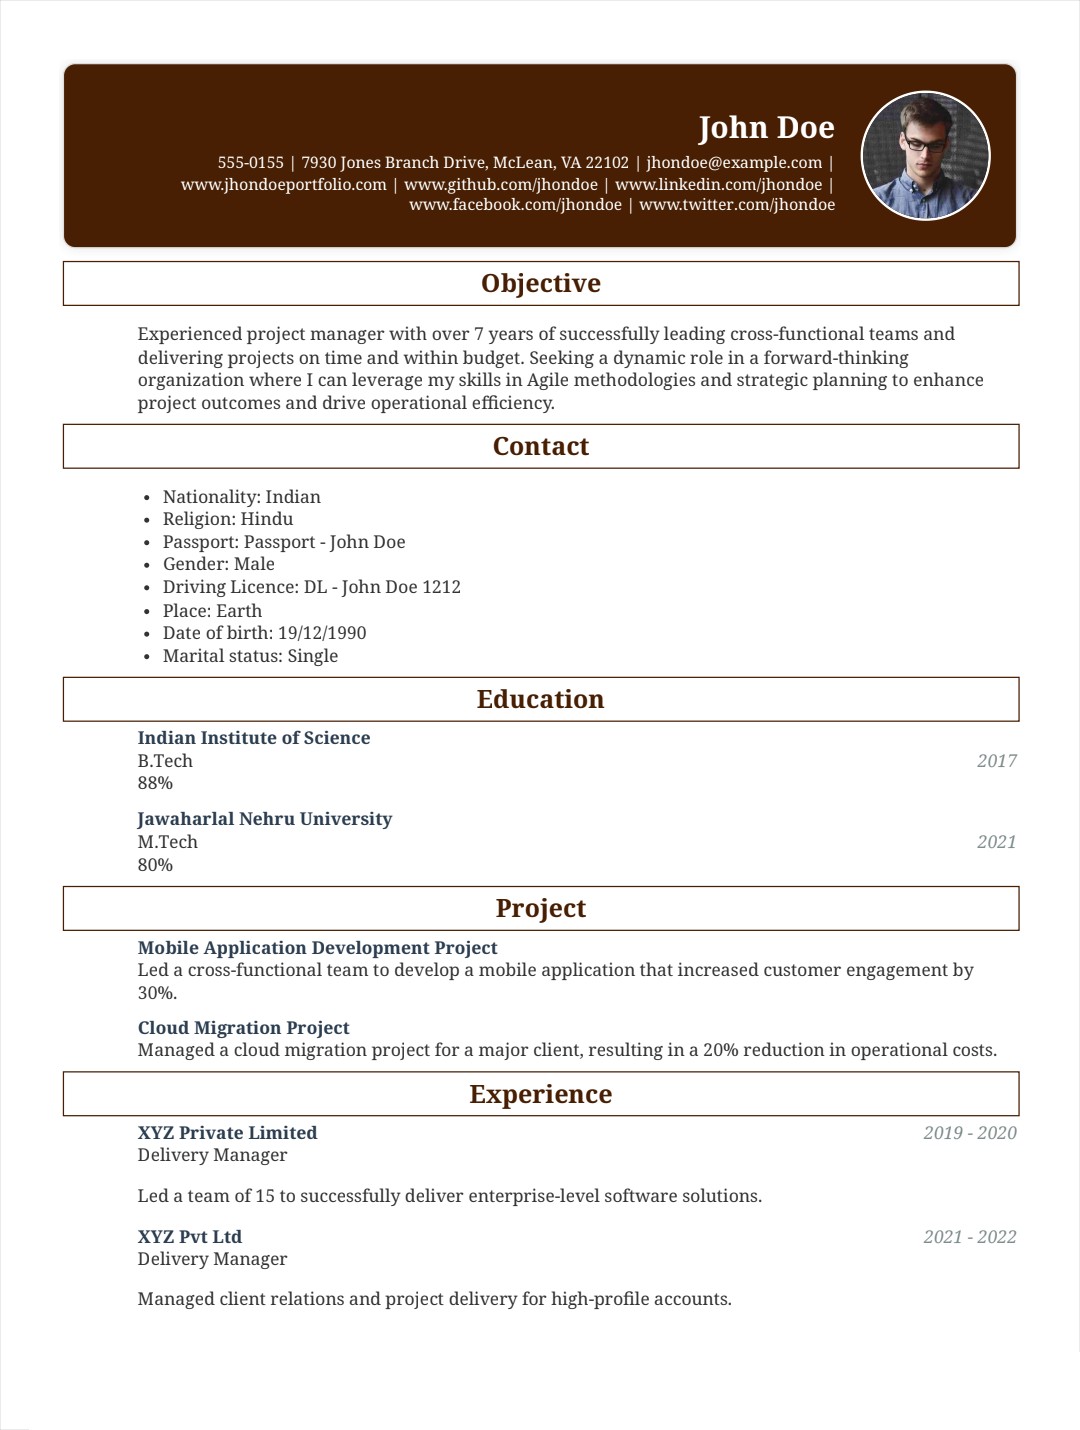 John Doe
555-0155 | 7930 Jones Branch Drive, McLean, VA 22102 | jhondoe@example.com |
www.jhondoeportfolio.com | www.github.com/jhondoe | www.linkedin.com/jhondoe |
www.facebook.com/jhondoe | www.twitter.com/jhondoe
Objective
Experienced project manager with over 7 years of successfully leading cross-functional teams and
delivering projects on time and within budget. Seeking a dynamic role in a forward-thinking
organization where I can leverage my skills in Agile methodologies and strategic planning to enhance
project outcomes and drive operational efficiency.
Contact
• Nationality: Indian
• Religion: Hindu
• Passport: Passport - John Doe
• Gender: Male
• Driving Licence: DL - John Doe 1212
• Place: Earth
• Date of birth: 19/12/1990
• Marital status: Single
Education
Indian Institute of Science
B.Tech 2017
88%
Jawaharlal Nehru University
M.Tech 2021
80%
Project
Mobile Application Development Project
Led a cross-functional team to develop a mobile application that increased customer engagement by
30%.
Cloud Migration Project
Managed a cloud migration project for a major client, resulting in a 20% reduction in operational costs.
Experience
XYZ Private Limited 2019 - 2020
Delivery Manager
Led a team of 15 to successfully deliver enterprise-level software solutions.
XYZ Pvt Ltd 2021 - 2022
Delivery Manager
Managed client relations and project delivery for high-profile accounts.